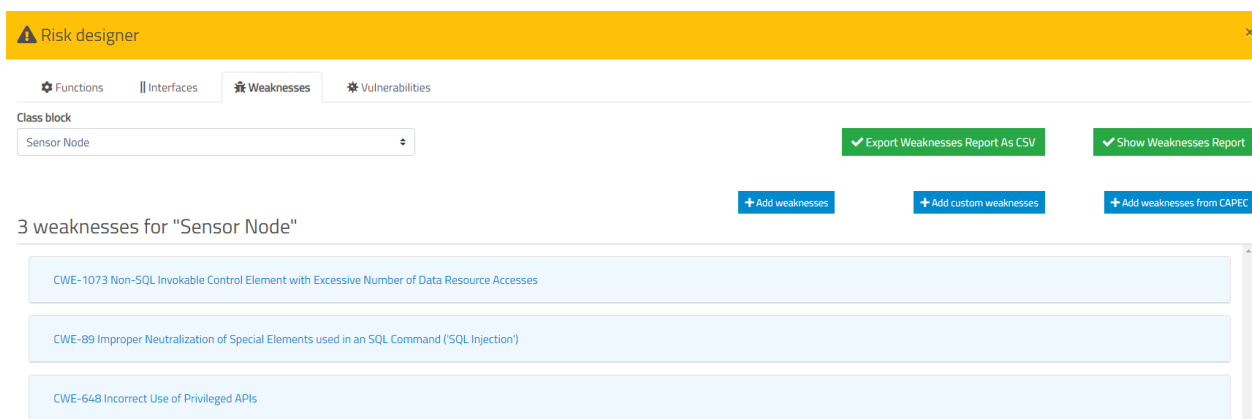 Risk designer
×
Functions Interfaces Weaknesses Vulnerabilities
Class block
Sensor Node
Export Weaknesses Report As CSV Show Weaknesses Report
Add weaknesses Add custom weaknesses Add weaknesses from CAPEC
3 weaknesses for "Sensor Node"
CWE-1073 Non-SQL Invokable Control Element with Excessive Number of Data Resource Accesses
CWE-89 Improper Neutralization of Special Elements used in an SQL Command ('SQL Injection')
CWE-648 Incorrect Use of Privileged APIs